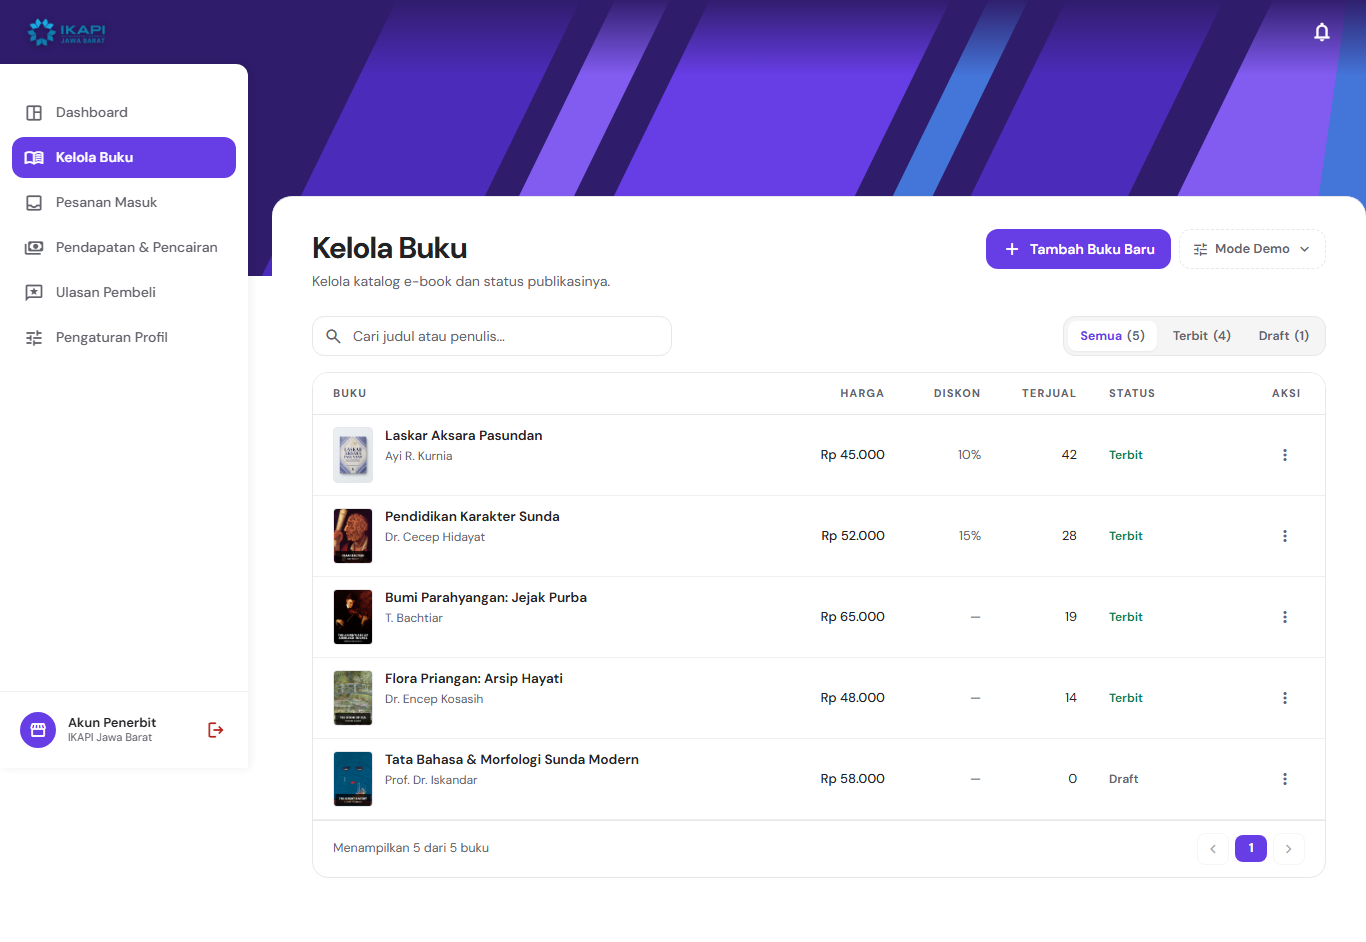 IKAPI
JAWA BARAT
Dashboard
Kelola Buku
Pesanan Masuk
Pendapatan & Pencairan
Ulasan Pembeli
Pengaturan Profil
Akun Penerbit
IKAPI Jawa Barat
Kelola Buku
Kelola katalog e-book dan status publikasinya.
Tambah Buku Baru
Mode Demo
Cari judul atau penulis...
Semua (5) Terbit (4) Draft (1)
BUKU HARGA DISKON TERJUAL STATUS AKSI
LASKAR
AKSARA
PASUNDAN
Laskar Aksara Pasundan
Ayi R. Kurnia
Rp 45.000 10% 42 Terbit
Pendidikan Karakter Sunda
Dr. Cecep Hidayat
Rp 52.000 15% 28 Terbit
Bumi Parahyangan: Jejak Purba
T. Bachtiar
Rp 65.000 — 19 Terbit
Flora Priangan: Arsip Hayati
Dr. Encep Kosasih
Rp 48.000 — 14 Terbit
Tata Bahasa & Morfologi Sunda Modern
Prof. Dr. Iskandar
Rp 58.000 — 0 Draft
Menampilkan 5 dari 5 buku
1